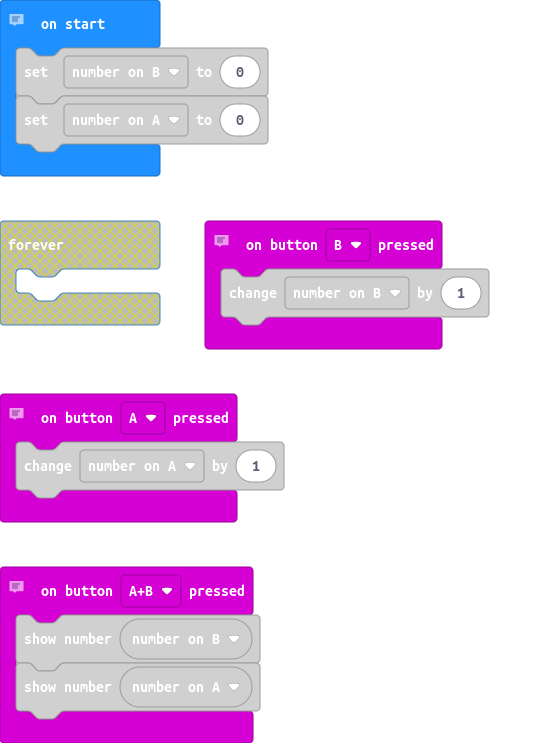 on start
set number on B to 0
set number on A to 0
forever
on button B pressed
change number on B by 1
on button A pressed
change number on A by 1
on button A+B pressed
show number number on B
show number number on A